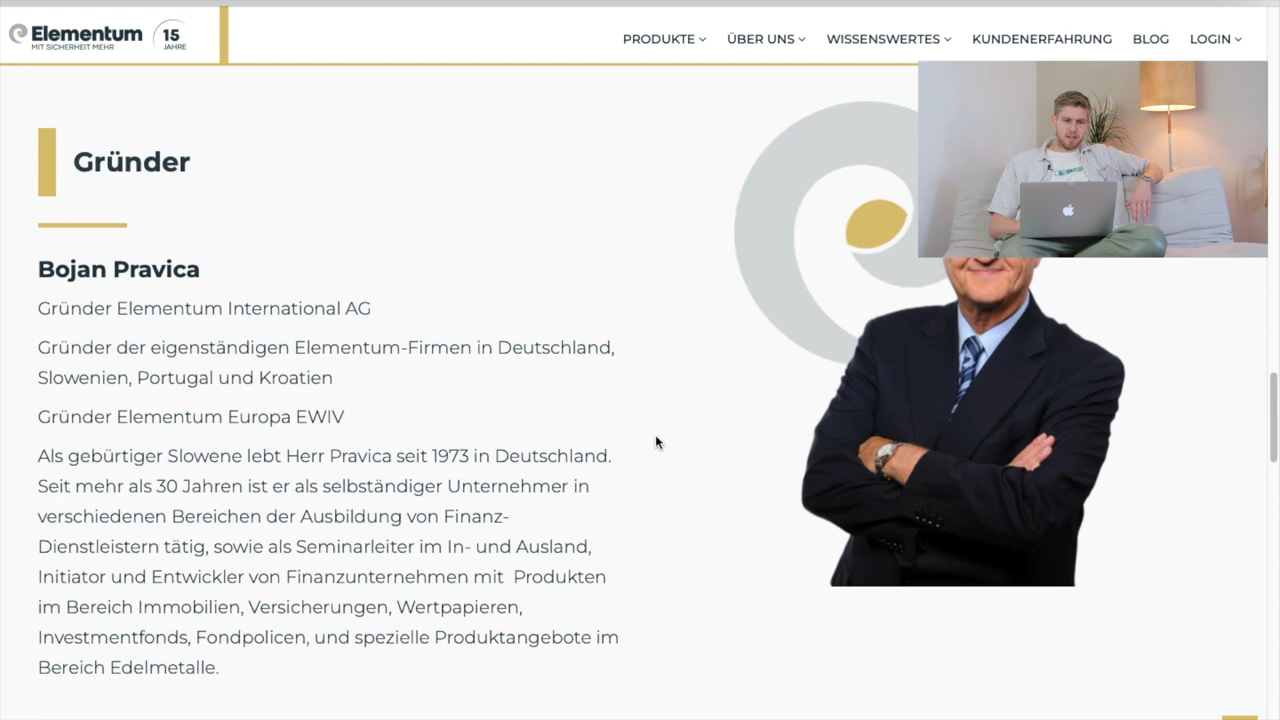 Elementum
MIT SICHERHEIT MEHR
15
JAHRE
PRODUKTE
ÜBER UNS
WISSENSWERTES
KUNDENERFAHRUNG
BLOG
LOGIN
Gründer
Bojan Pravica
Gründer Elementum International AG
Gründer der eigenständigen Elementum-Firmen in Deutschland,
Slowenien, Portugal und Kroatien
Gründer Elementum Europa EWIV
Als gebürtiger Slowene lebt Herr Pravica seit 1973 in Deutschland.
Seit mehr als 30 Jahren ist er als selbständiger Unternehmer in
verschiedenen Bereichen der Ausbildung von Finanz-
Dienstleistern tätig, sowie als Seminarleiter im In- und Ausland,
Initiator und Entwickler von Finanzunternehmen mit  Produkten
im Bereich Immobilien, Versicherungen, Wertpapieren,
Investmentfonds, Fondpolicen, und spezielle Produktangebote im
Bereich Edelmetalle.